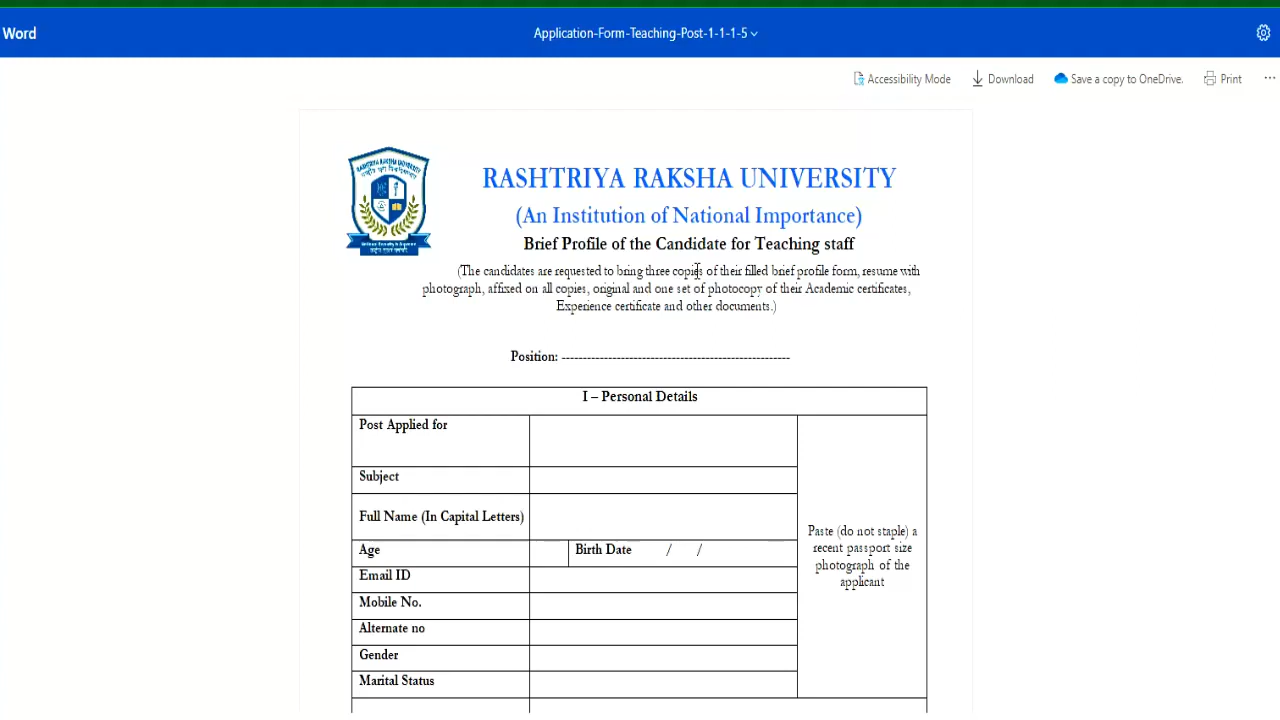 Word
Application-Form-Teaching-Post-1-1-1-5
Accessibility Mode
Download
Save a copy to OneDrive.
Print
RASHTRIYA RAKSHA UNIVERSITY
RASHTRIYA RAKSHA UNIVERSITY
(An Institution of National Importance)
Brief Profile of the Candidate for Teaching staff
(The candidates are requested to bring three copies of their filled brief profile form, resume with
photograph, affixed on all copies, original and one set of photocopy of their Academic certificates,
Experience certificate and other documents.)
Position: ------------------------------------------------------
I – Personal Details
Post Applied for
Subject
Full Name (In Capital Letters)
Age
Birth Date / /
Email ID
Mobile No.
Alternate no
Gender
Marital Status
Paste (do not staple) a
recent passport size
photograph of the
applicant